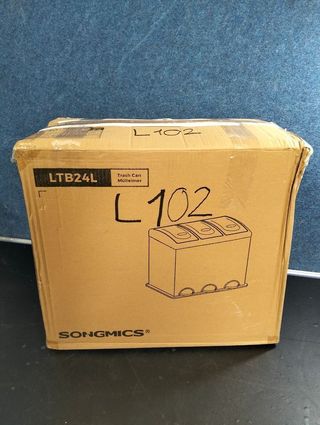 L102
LTB24L
Trash Can
Mülleimer
L102
SONGMICS®